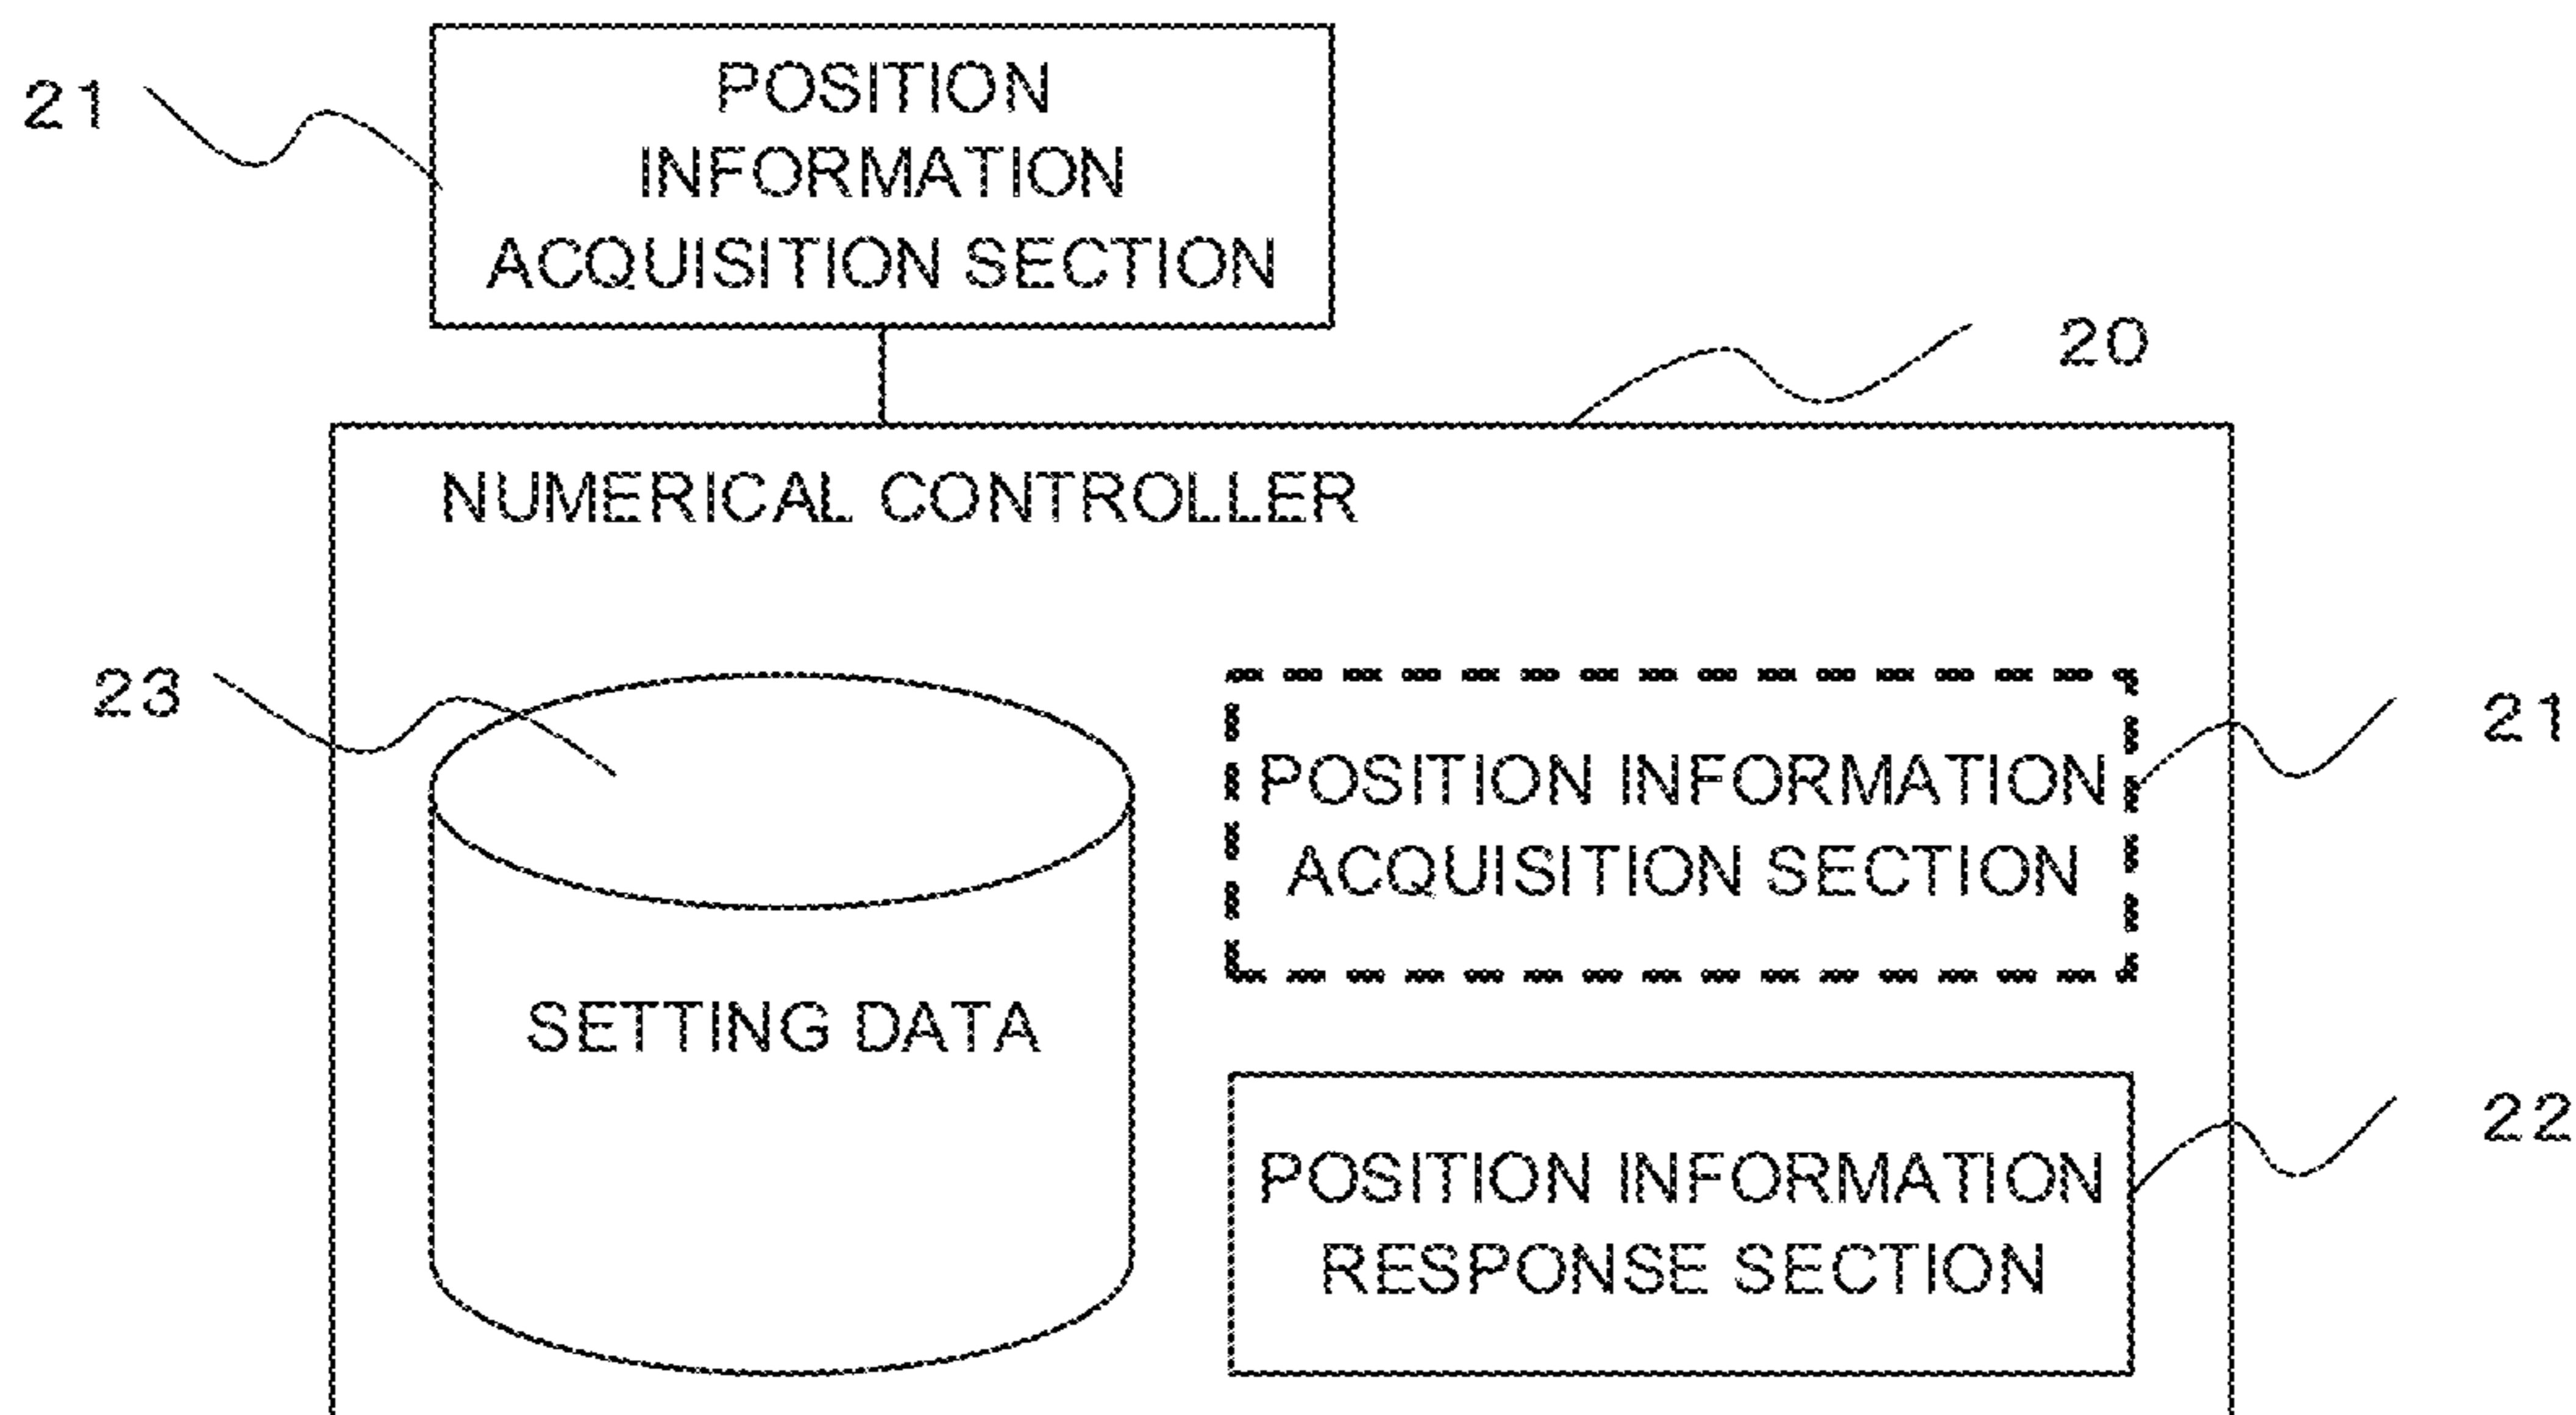 21
POSITION
INFORMATION
ACQUISITION SECTION
20
NUMERICAL CONTROLLER
23
SETTING DATA
POSITION INFORMATION
ACQUISITION SECTION
21
POSITION INFORMATION
RESPONSE SECTION
22